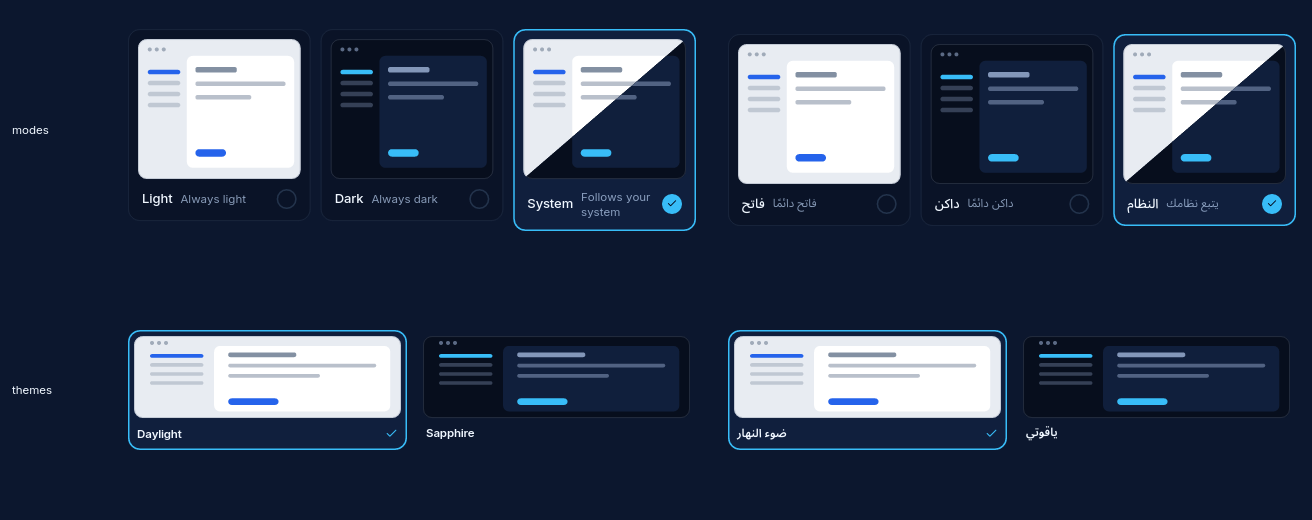 modes
Light Always light
Dark Always dark
System Follows your
system
فاتح فاتح دائمًا
داكن داكن دائمًا
النظام يتبع نظامك
themes
Daylight
Sapphire
ضوء النهار
ياقوتي